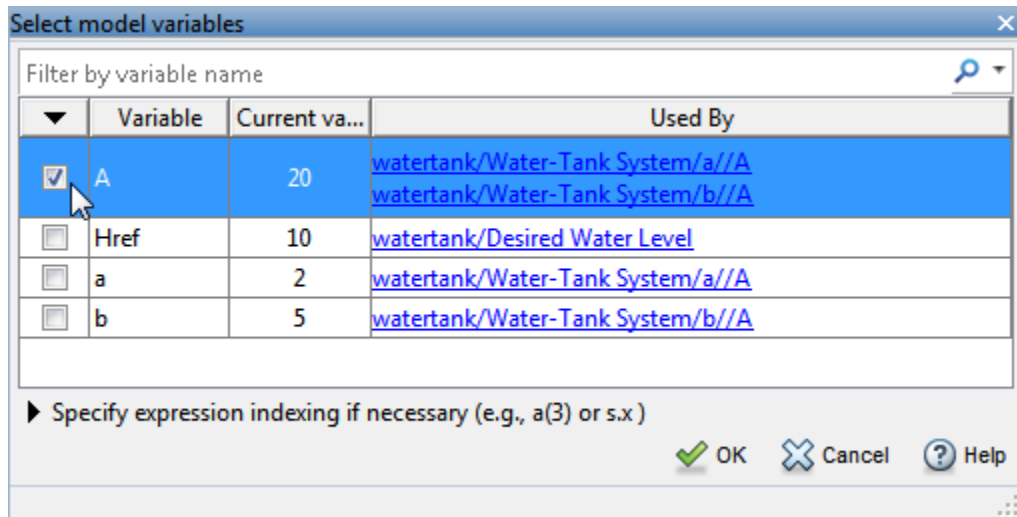 Select model variables
Filter by variable name
Variable Current va... Used By
A 20 watertank/Water-Tank System/a//A
watertank/Water-Tank System/b//A
Href 10 watertank/Desired Water Level
a 2 watertank/Water-Tank System/a//A
b 5 watertank/Water-Tank System/b//A
Specify expression indexing if necessary (e.g., a(3) or s.x )
OK Cancel Help